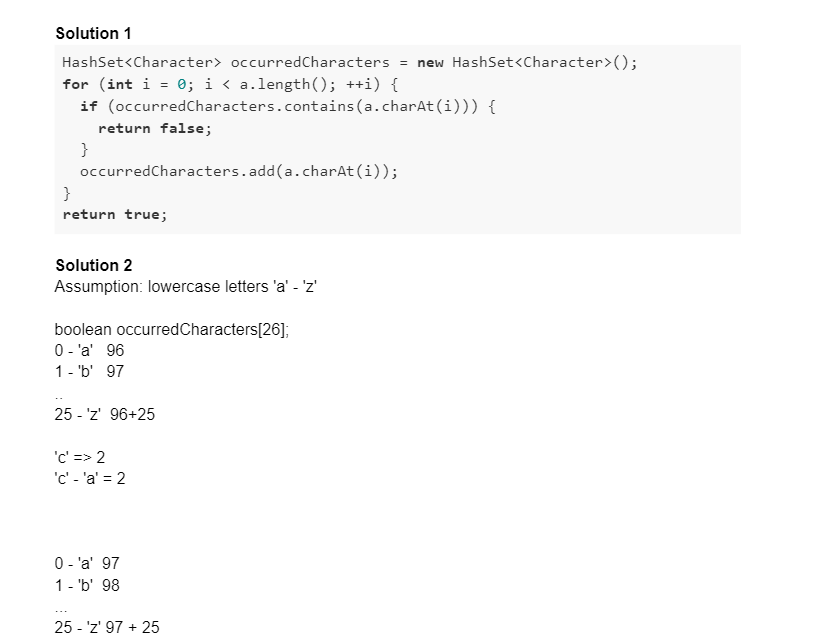 Solution 1
HashSet<Character> occurredCharacters = new HashSet<Character>();
for (int i = 0; i < a.length(); ++i) {
  if (occurredCharacters.contains(a.charAt(i))) {
    return false;
  }
  occurredCharacters.add(a.charAt(i));
}
return true;
Solution 2
Assumption: lowercase letters 'a' - 'z'
boolean occurredCharacters[26];
0 - 'a'  96
1 - 'b'  97
..
25 - 'z'  96+25
'c' => 2
'c' - 'a' = 2
0 - 'a'  97
1 - 'b'  98
...
25 - 'z' 97 + 25